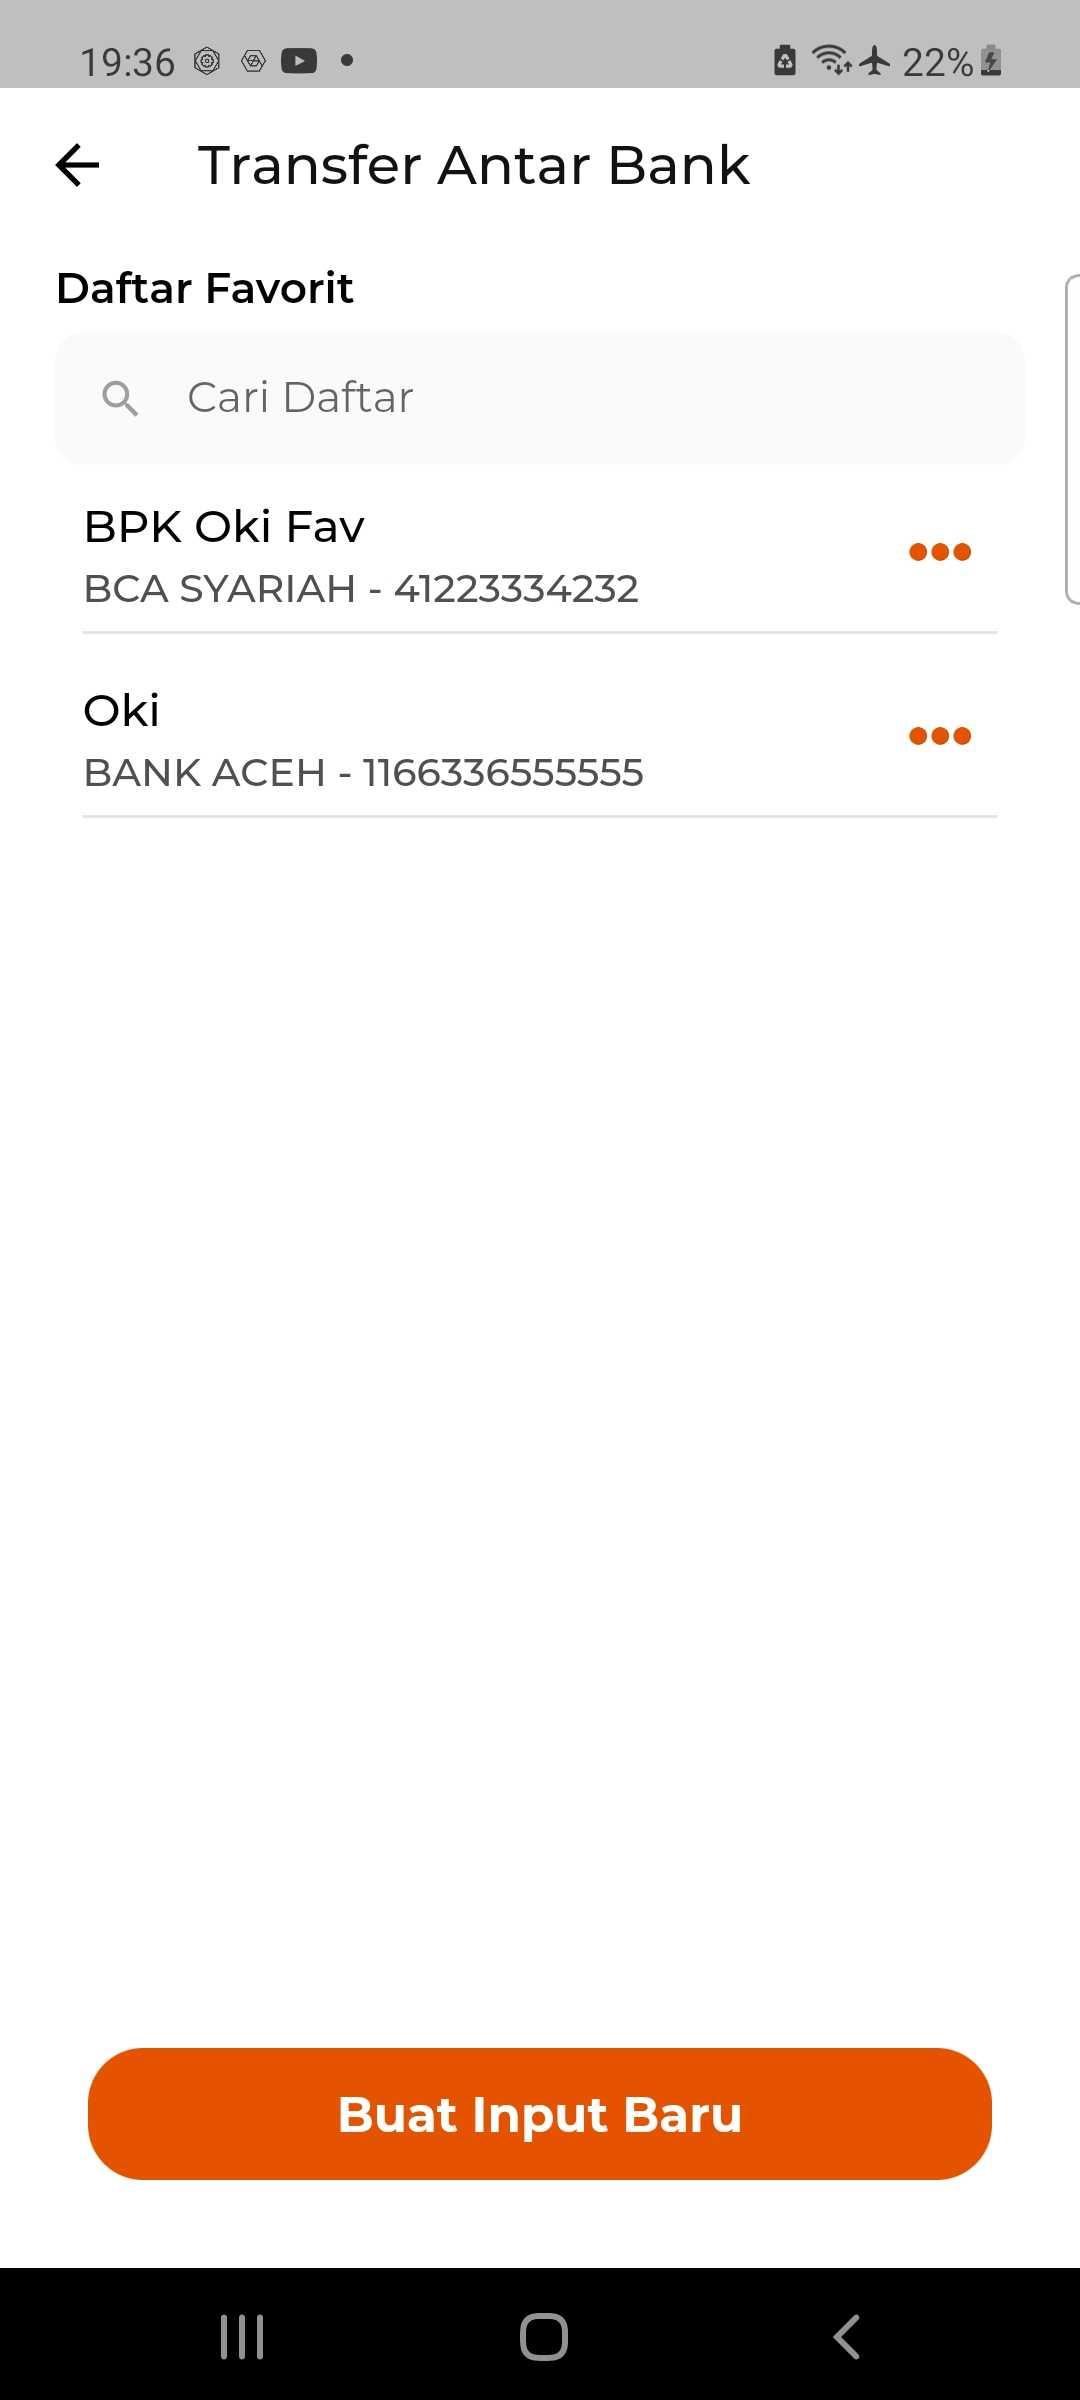 19:36
22%
Transfer Antar Bank
Daftar Favorit
Cari Daftar
BPK Oki Fav
BCA SYARIAH - 41223334232
Oki
BANK ACEH - 1166336555555
Buat Input Baru